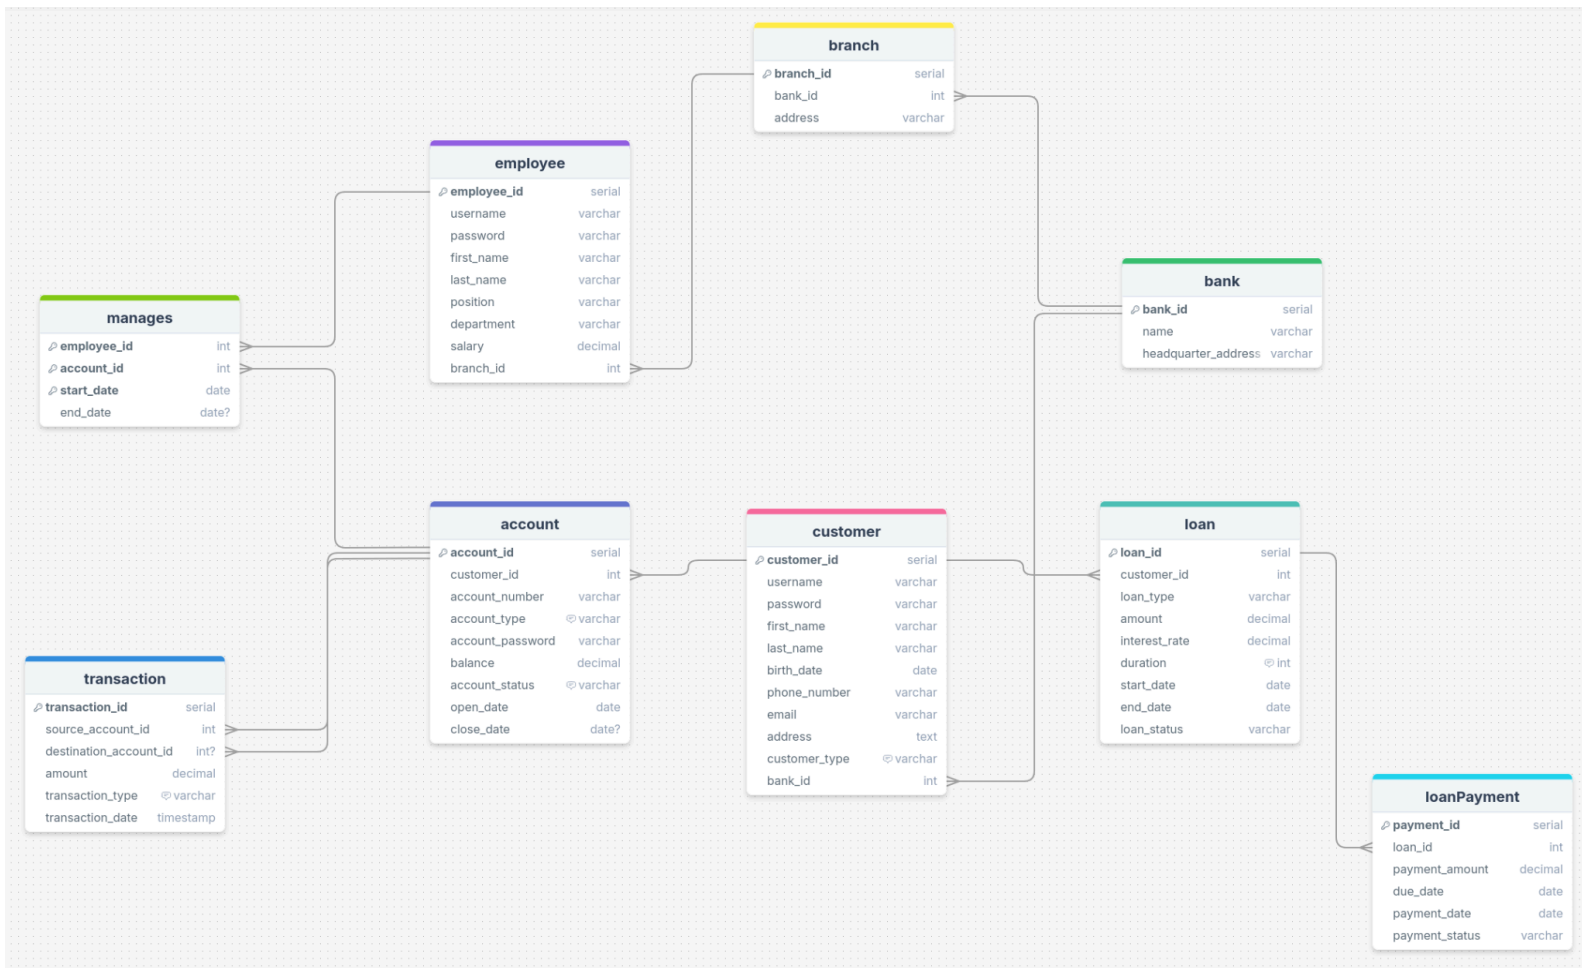 branch
branch_id serial
bank_id int
address varchar
employee
employee_id serial
username varchar
password varchar
first_name varchar
last_name varchar
position varchar
department varchar
salary decimal
branch_id int
bank
bank_id serial
name varchar
headquarter_address varchar
manages
employee_id int
account_id int
start_date date
end_date date?
account
account_id serial
customer_id int
account_number varchar
account_type varchar
account_password varchar
balance decimal
account_status varchar
open_date date
close_date date?
customer
customer_id serial
username varchar
password varchar
first_name varchar
last_name varchar
birth_date date
phone_number varchar
email varchar
address text
customer_type varchar
bank_id int
loan
loan_id serial
customer_id int
loan_type varchar
amount decimal
interest_rate decimal
duration int
start_date date
end_date date
loan_status varchar
transaction
transaction_id serial
source_account_id int
destination_account_id int?
amount decimal
transaction_type varchar
transaction_date timestamp
loanPayment
payment_id serial
loan_id int
payment_amount decimal
due_date date
payment_date date
payment_status varchar